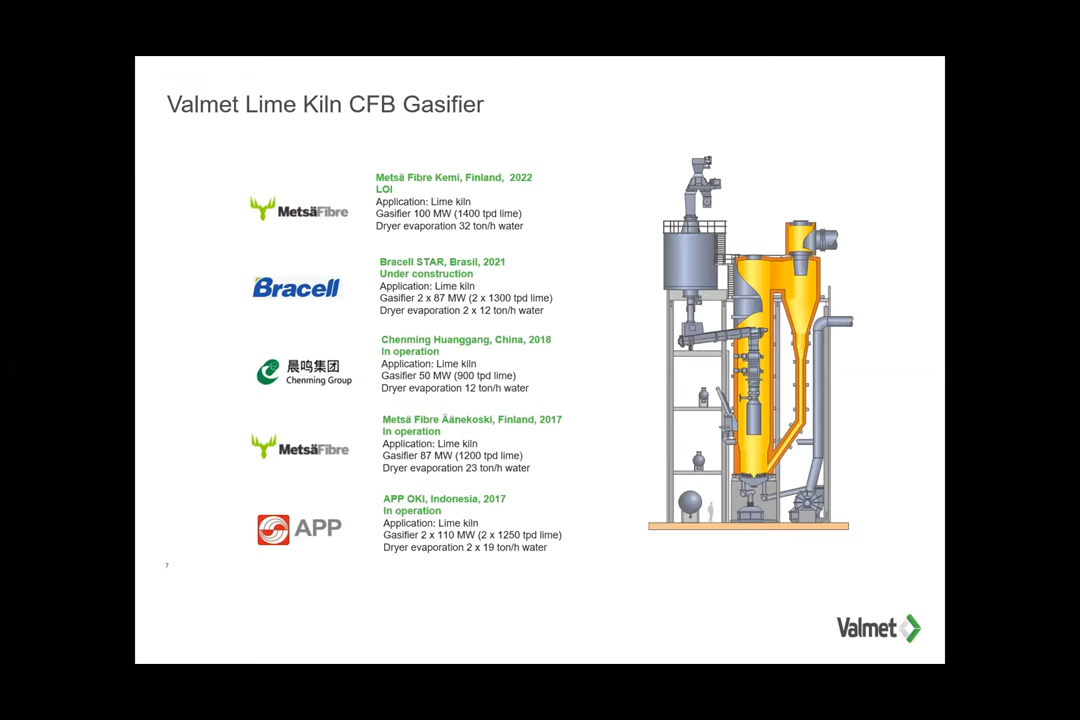 Valmet Lime Kiln CFB Gasifier
MetsäFibre
Metsä Fibre Kemi, Finland, 2022
LOI
Application: Lime kiln
Gasifier 100 MW (1400 tpd lime)
Dryer evaporation 32 ton/h water
Bracell
Bracell STAR, Brasil, 2021
Under construction
Application: Lime kiln
Gasifier 2 x 87 MW (2 x 1300 tpd lime)
Dryer evaporation 2 x 12 ton/h water
晨鸣集团
Chenming Group
Chenming Huanggang, China, 2018
In operation
Application: Lime kiln
Gasifier 50 MW (900 tpd lime)
Dryer evaporation 12 ton/h water
MetsäFibre
Metsä Fibre Äänekoski, Finland, 2017
In operation
Application: Lime kiln
Gasifier 87 MW (1200 tpd lime)
Dryer evaporation 23 ton/h water
APP
APP OKI, Indonesia, 2017
In operation
Application: Lime kiln
Gasifier 2 x 110 MW (2 x 1250 tpd lime)
Dryer evaporation 2 x 19 ton/h water
7
Valmet